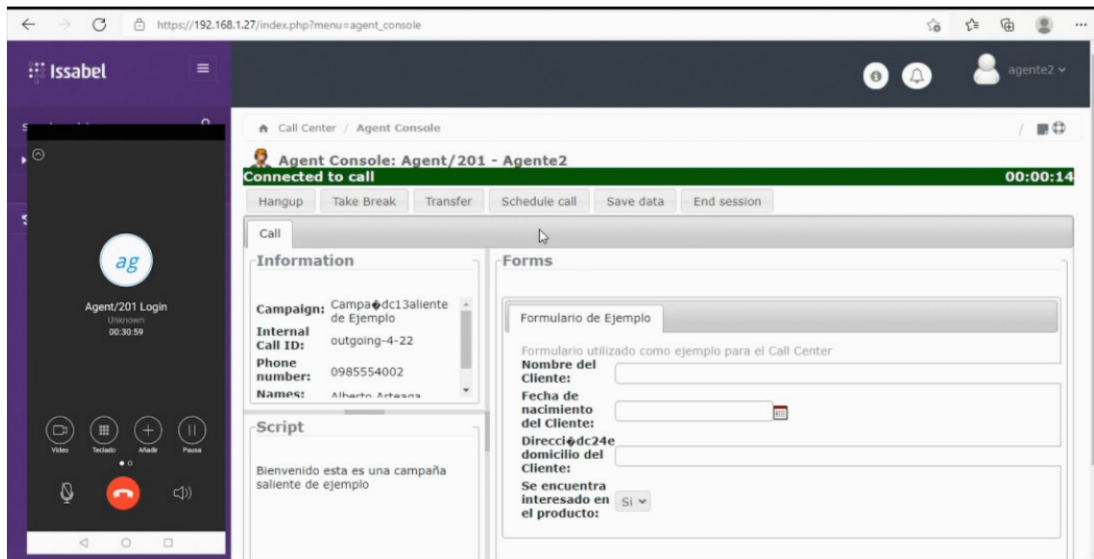 https://192.168.1.27/index.php?menu=agent_console
Issabel
agente2
Call Center / Agent Console
/
Agent Console: Agent/201 - Agente2
Connected to call 00:00:14
Hangup Take Break Transfer Schedule call Save data End session
Call
Information
Campaign: Campa�dc13aliente de Ejemplo
Internal Call ID: outgoing-4-22
Phone number: 0985554002
Names: Alberto Arteaga
Script
Bienvenido esta es una campaña
saliente de ejemplo
Forms
Formulario de Ejemplo
Formulario utilizado como ejemplo para el Call Center
Nombre del
Cliente:
Fecha de
nacimiento
del Cliente:
Direcci�dc24e
domicilio del
Cliente:
Se encuentra
interesado en
el producto:
Si
ag
Agent/201 Login
Unknown
00:30:59
Vídeo Teclado Añadir Pausa